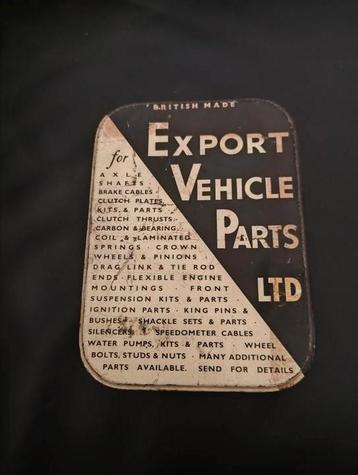 BRITISH MADE
EXPORT
VEHICLE
PARTS
LTD
for
AXLE
SHAFTS
BRAKE CABLES
CLUTCH PLATES
KITS & PARTS
CLUTCH THRUSTS
CARBON & BEARING
COIL & LAMINATED
SPRINGS · CROWN
WHEELS & PINIONS
DRAG LINK & TIE ROD
ENDS · FLEXIBLE ENGINE
MOUNTINGS · FRONT
SUSPENSION KITS & PARTS
IGNITION PARTS · KING PINS &
BUSHES · SHACKLE SETS & PARTS ·
SILENCERS · SPEEDOMETER CABLES
WATER PUMPS, KITS & PARTS · WHEEL
BOLTS, STUDS & NUTS · MANY ADDITIONAL
PARTS AVAILABLE. SEND FOR DETAILS